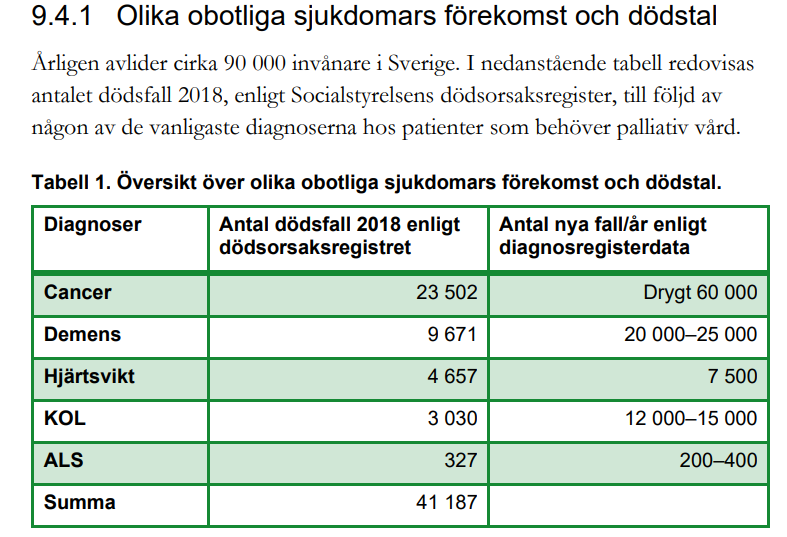 9.4.1 Olika obotliga sjukdomars förekomst och dödstal
Årligen avlider cirka 90 000 invånare i Sverige. I nedanstående tabell redovisas
antalet dödsfall 2018, enligt Socialstyrelsens dödsorsaksregister, till följd av
någon av de vanligaste diagnoserna hos patienter som behöver palliativ vård.
Tabell 1. Översikt över olika obotliga sjukdomars förekomst och dödstal.
Diagnoser Antal dödsfall 2018 enligt Antal nya fall/år enligt
dödsorsaksregistret diagnosregisterdata
Cancer 23 502 Drygt 60 000
Demens 9 671 20 000–25 000
Hjärtsvikt 4 657 7 500
KOL 3 030 12 000–15 000
ALS 327 200–400
Summa 41 187